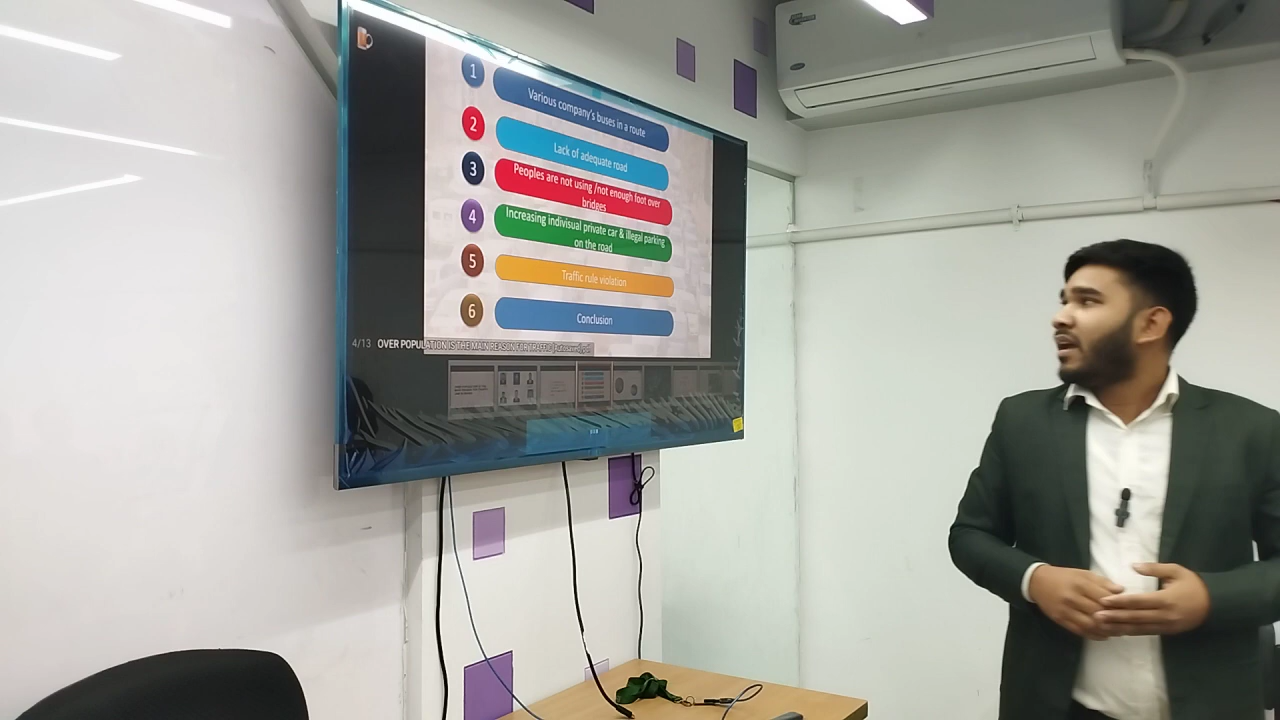 1
Various company's buses in a route
2
Lack of adequate road
3
Peoples are not using /not enough foot over
bridges
4
Increasing indivisual private car & illegal parking
on the road
5
Traffic rule violation
6
Conclusion
4/13 OVER POPULATION IS THE MAIN REASON FOR TRAFFIC